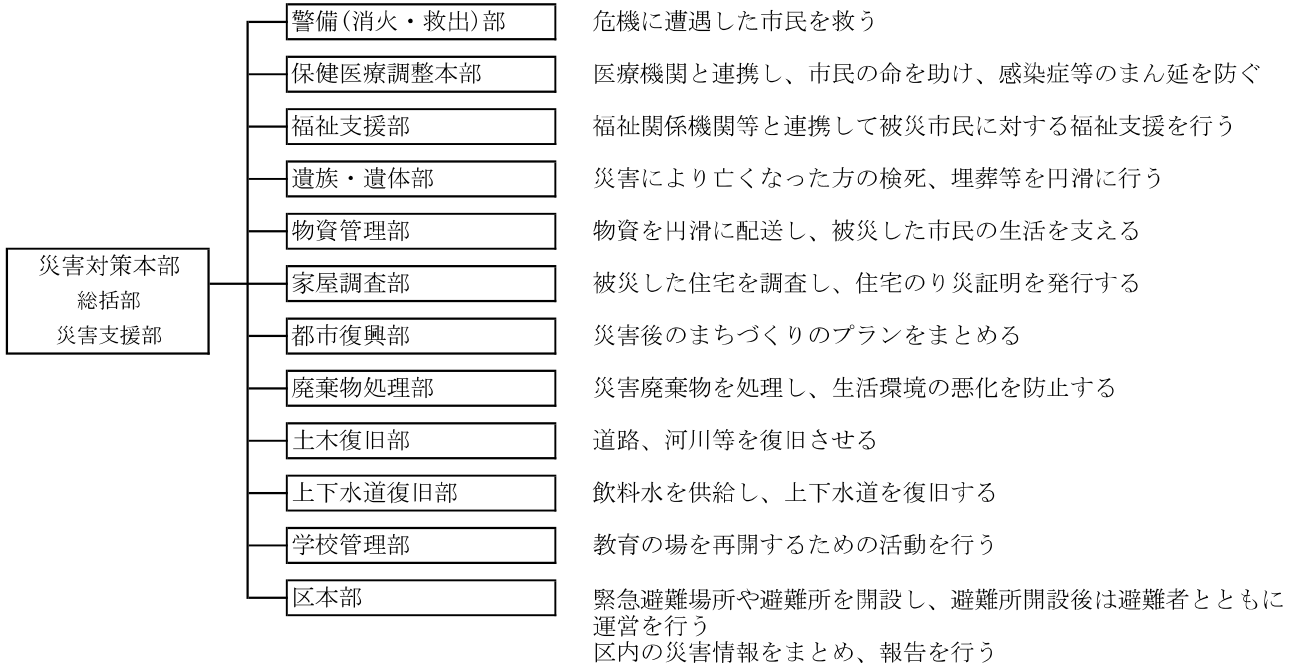 警備(消火・救出)部 危機に遭遇した市民を救う
保健医療調整本部 医療機関と連携し、市民の命を助け、感染症等のまん延を防ぐ
福祉支援部 福祉関係機関等と連携して被災市民に対する福祉支援を行う
遺族・遺体部 災害により亡くなった方の検死、埋葬等を円滑に行う
物資管理部 物資を円滑に配送し、被災した市民の生活を支える
災害対策本部
総括部
災害支援部
家屋調査部 被災した住宅を調査し、住宅のり災証明を発行する
都市復興部 災害後のまちづくりのプランをまとめる
廃棄物処理部 災害廃棄物を処理し、生活環境の悪化を防止する
土木復旧部 道路、河川等を復旧させる
上下水道復旧部 飲料水を供給し、上下水道を復旧する
学校管理部 教育の場を再開するための活動を行う
区本部 緊急避難場所や避難所を開設し、避難所開設後は避難者とともに
運営を行う
区内の災害情報をまとめ、報告を行う